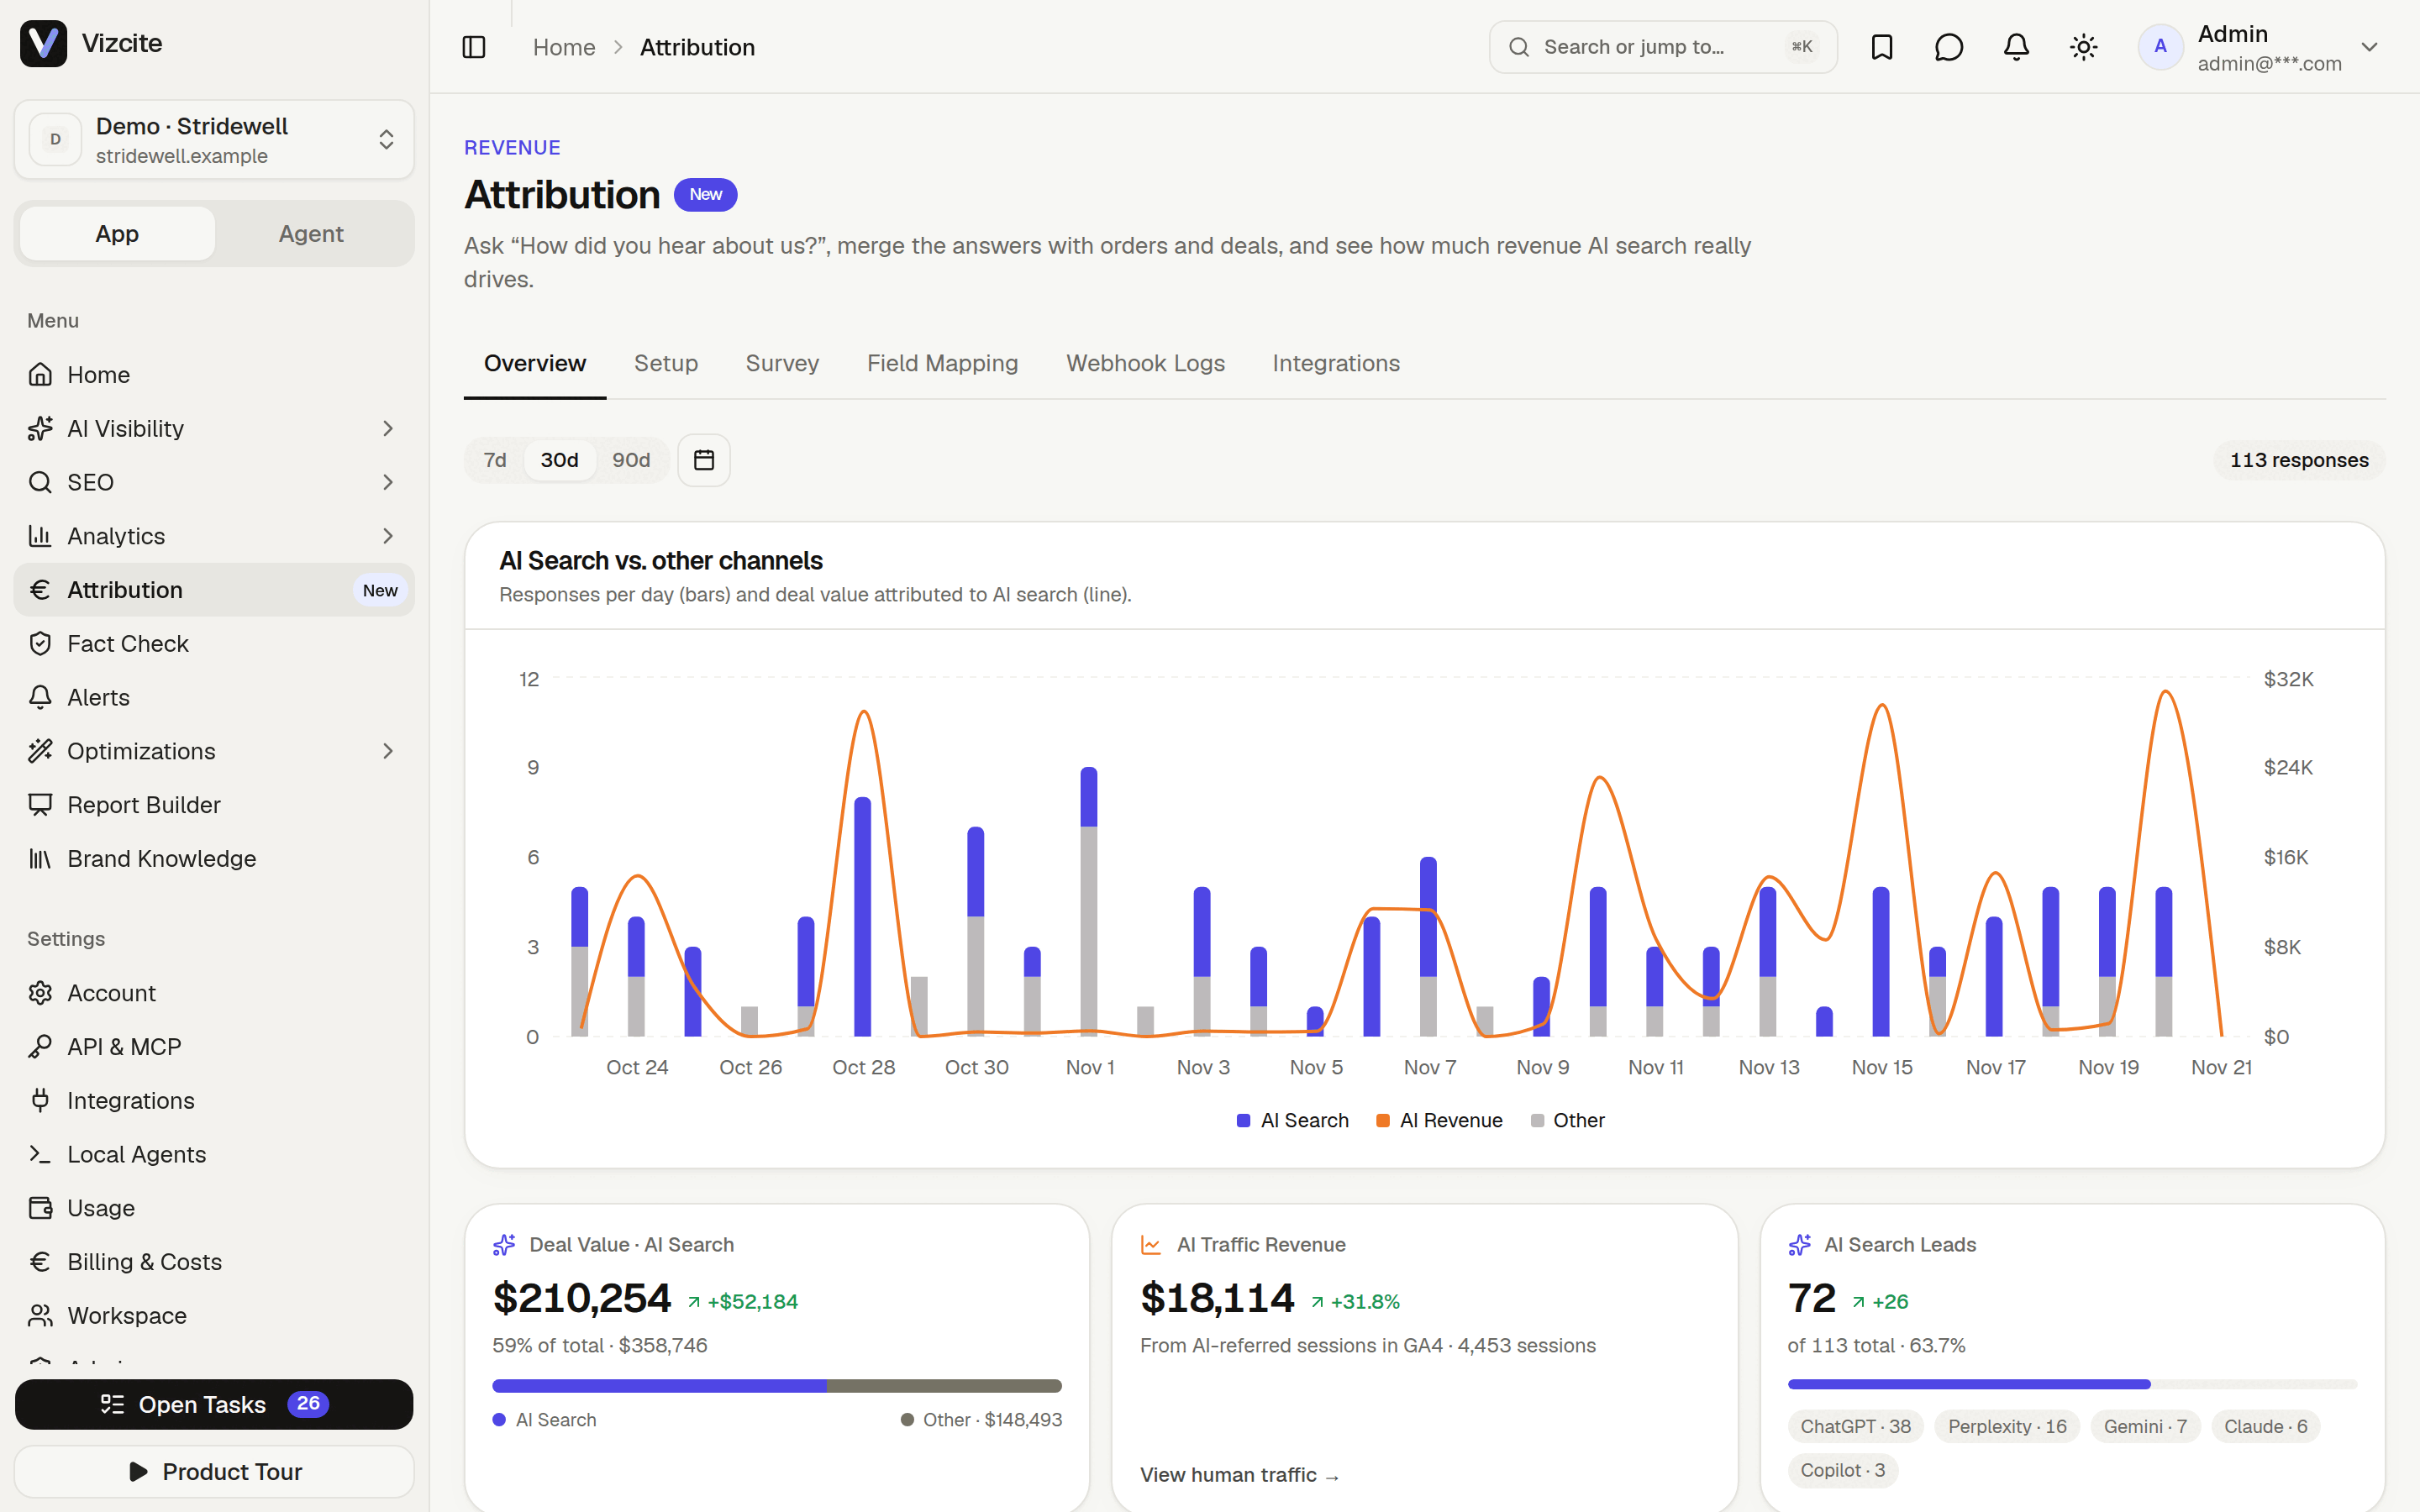 Vizcite
Demo · Stridewell
stridewell.example
D
App
Agent
Menu
Home
AI Visibility
SEO
Analytics
Attribution New
Fact Check
Alerts
Optimizations
Report Builder
Brand Knowledge
Settings
Account
API & MCP
Integrations
Local Agents
Usage
Billing & Costs
Workspace
Open Tasks 26
Product Tour
Home > Attribution
Search or jump to... ⌘K
A
Admin
admin@***.com
REVENUE
Attribution New
Ask “How did you hear about us?”, merge the answers with orders and deals, and see how much revenue AI search really
drives.
Overview Setup Survey Field Mapping Webhook Logs Integrations
7d 30d 90d
113 responses
AI Search vs. other channels
Responses per day (bars) and deal value attributed to AI search (line).
12 $32K
9 $24K
6 $16K
3 $8K
0 $0
Oct 24 Oct 26 Oct 28 Oct 30 Nov 1 Nov 3 Nov 5 Nov 7 Nov 9 Nov 11 Nov 13 Nov 15 Nov 17 Nov 19 Nov 21
AI Search AI Revenue Other
Deal Value · AI Search
$210,254 +$52,184
59% of total · $358,746
AI Search Other · $148,493
AI Traffic Revenue
$18,114 +31.8%
From AI-referred sessions in GA4 · 4,453 sessions
View human traffic →
AI Search Leads
72 +26
of 113 total · 63.7%
ChatGPT · 38 Perplexity · 16 Gemini · 7 Claude · 6
Copilot · 3